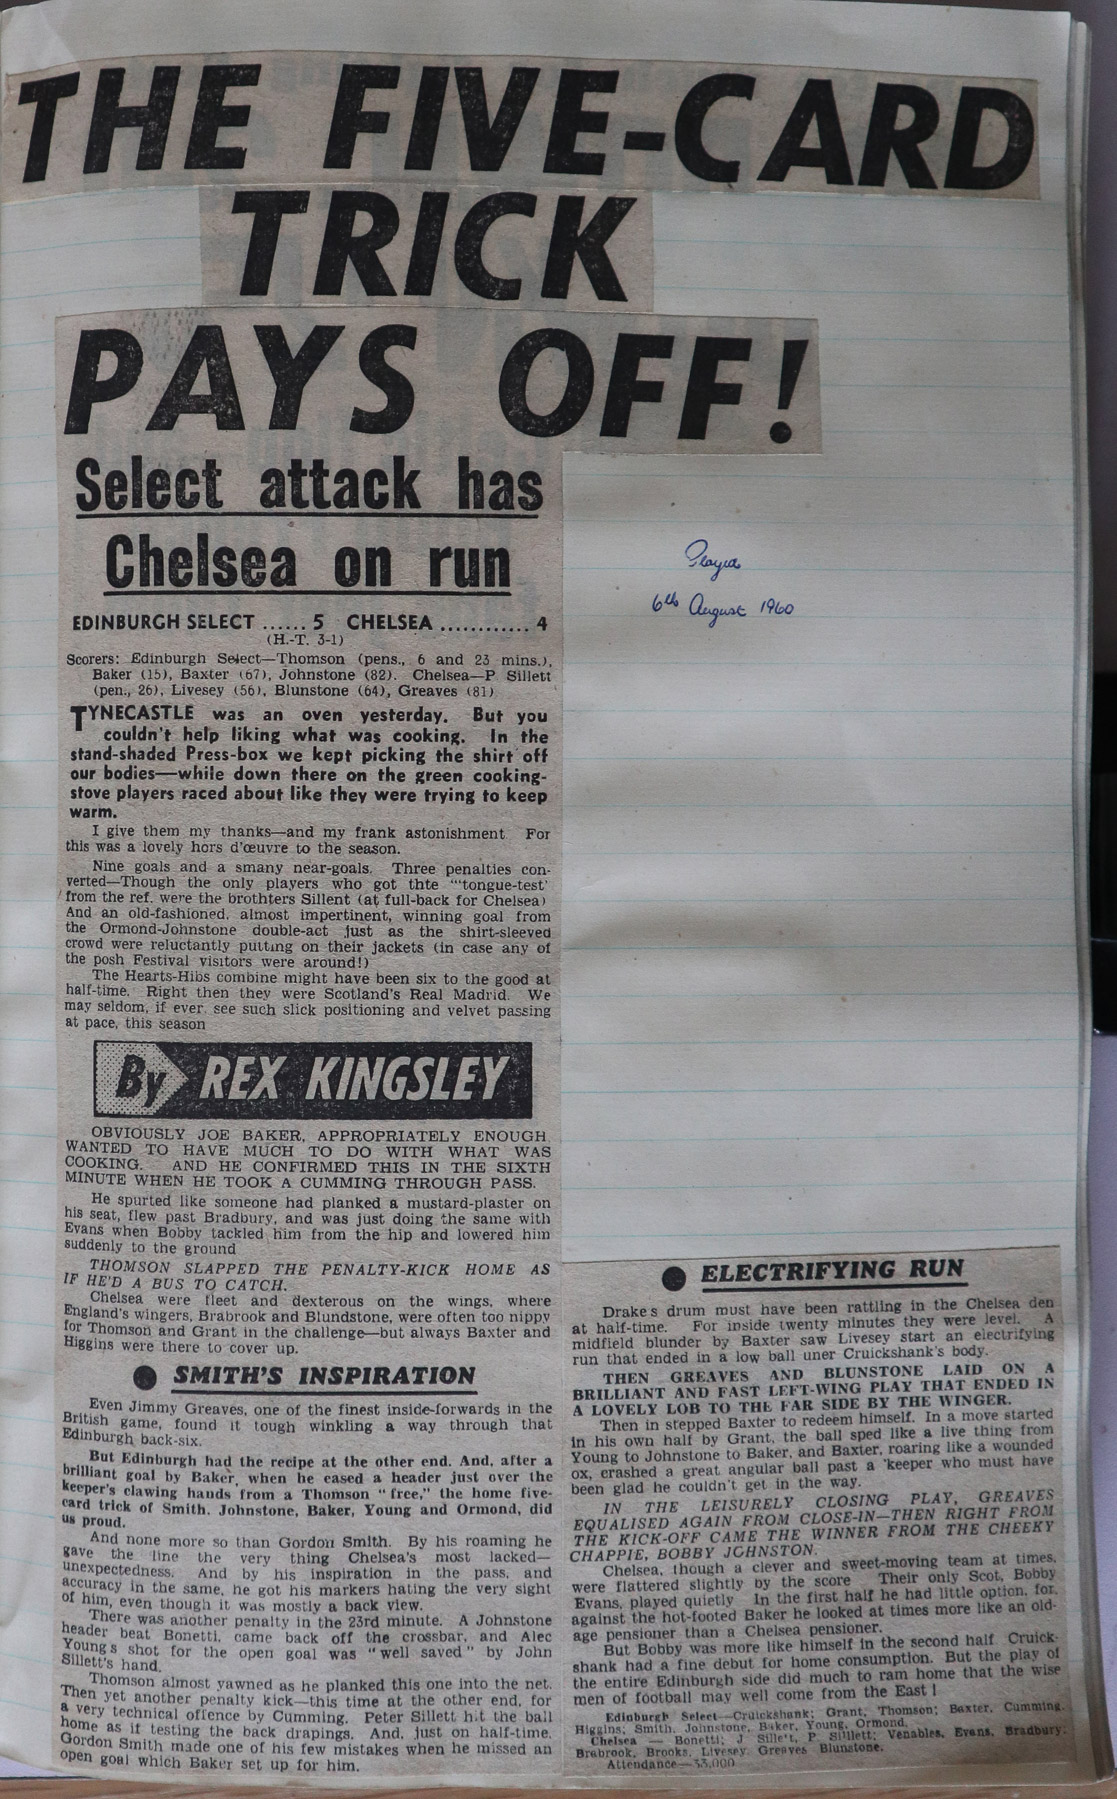 THE FIVE-CARD
TRICK
PAYS OFF!
Select attack has
Chelsea on run
EDINBURGH SELECT ...... 5 CHELSEA ............ 4
(H.-T. 3-1)
Scorers: Edinburgh Select—Thomson (pens., 6 and 23 mins.),
Baker (15), Baxter (67), Johnstone (82). Chelsea—P Sillett
(pen., 26), Livesey (56), Blunstone (64), Greaves (81)
TYNECASTLE was an oven yesterday. But you
couldn't help liking what was cooking. In the
stand-shaded Press-box we kept picking the shirt off
our bodies—while down there on the green cooking-
stove players raced about like they were trying to keep
warm.
I give them my thanks—and my frank astonishment For
this was a lovely hors d'œuvre to the season.
Nine goals and a smany near-goals. Three penalties con-
verted—Though the only players who got thte "'tongue-test'
from the ref. were the brothters Sillent (at full-back for Chelsea)
And an old-fashioned, almost impertinent, winning goal from
the Ormond-Johnstone double-act just as the shirt-sleeved
crowd were reluctantly putting on their jackets (in case any of
the posh Festival visitors were around!)
The Hearts-Hibs combine might have been six to the good at
half-time. Right then they were Scotland's Real Madrid. We
may seldom, if ever, see such slick positioning and velvet passing
at pace, this season
By REX KINGSLEY
OBVIOUSLY JOE BAKER, APPROPRIATELY ENOUGH
WANTED TO HAVE MUCH TO DO WITH WHAT WAS
COOKING. AND HE CONFIRMED THIS IN THE SIXTH
MINUTE WHEN HE TOOK A CUMMING THROUGH PASS.
He spurted like someone had planked a mustard-plaster on
his seat, flew past Bradbury, and was just doing the same with
Evans when Bobby tackled him from the hip and lowered him
suddenly to the ground
THOMSON SLAPPED THE PENALTY-KICK HOME AS
IF HE'D A BUS TO CATCH.
Chelsea were fleet and dexterous on the wings, where
England's wingers, Brabrook and Blundstone, were often too nippy
for Thomson and Grant in the challenge—but always Baxter and
Higgins were there to cover up.
● SMITH'S INSPIRATION
Even Jimmy Greaves, one of the finest inside-forwards in the
British game, found it tough winkling a way through that
Edinburgh back-six.
But Edinburgh had the recipe at the other end. And, after a
brilliant goal by Baker, when he eased a header just over the
keeper's clawing hands from a Thomson "free," the home five-
card trick of Smith, Johnstone, Baker, Young and Ormond, did
us proud.
And none more so than Gordon Smith. By his roaming he
gave the line the very thing Chelsea's most lacked—
unexpectedness. And by his inspiration in the pass, and
accuracy in the same, he got his markers hating the very sight
of him, even though it was mostly a back view.
There was another penalty in the 23rd minute. A Johnstone
header beat Bonetti, came back off the crossbar, and Alec
Young's shot for the open goal was "well saved" by John
Sillett's hand.
Thomson almost yawned as he planked this one into the net.
Then yet another penalty kick—this time at the other end, for
a very technical offence by Cumming. Peter Sillett hit the ball
home as if testing the back drapings. And, just on half-time,
Gordon Smith made one of his few mistakes when he missed an
open goal which Baker set up for him.
Played
6th August 1960
● ELECTRIFYING RUN
Drake's drum must have been rattling in the Chelsea den
at half-time. For inside twenty minutes they were level. A
midfield blunder by Baxter saw Livesey start an electrifying
run that ended in a low ball uner Cruickshank's body.
THEN GREAVES AND BLUNSTONE LAID ON A
BRILLIANT AND FAST LEFT-WING PLAY THAT ENDED IN
A LOVELY LOB TO THE FAR SIDE BY THE WINGER.
Then in stepped Baxter to redeem himself. In a move started
in his own half by Grant, the ball sped like a live thing from
Young to Johnstone to Baker, and Baxter, roaring like a wounded
ox, crashed a great angular ball past a 'keeper who must have
been glad he couldn't get in the way.
IN THE LEISURELY CLOSING PLAY, GREAVES
EQUALISED AGAIN FROM CLOSE-IN—THEN RIGHT FROM
THE KICK-OFF CAME THE WINNER FROM THE CHEEKY
CHAPPIE, BOBBY JOHNSTON.
Chelsea, though a clever and sweet-moving team at times,
were flattered slightly by the score Their only Scot, Bobby
Evans, played quietly In the first half he had little option, for,
against the hot-footed Baker he looked at times more like an old-
age pensioner than a Chelsea pensioner.
But Bobby was more like himself in the second half Cruick-
shank had a fine debut for home consumption. But the play of
the entire Edinburgh side did much to ram home that the wise
men of football may well come from the East!
Edinburgh Select—Cruickshank; Grant, Thomson; Baxter, Cumming,
Higgins; Smith, Johnstone, Baker, Young, Ormond.
Chelsea — Bonetti; J Sillett, P Silllett; Venables, Evans, Bradbury;
Brabrook, Brooks, Livesey Greaves Blunstone.
Attendance—33,000